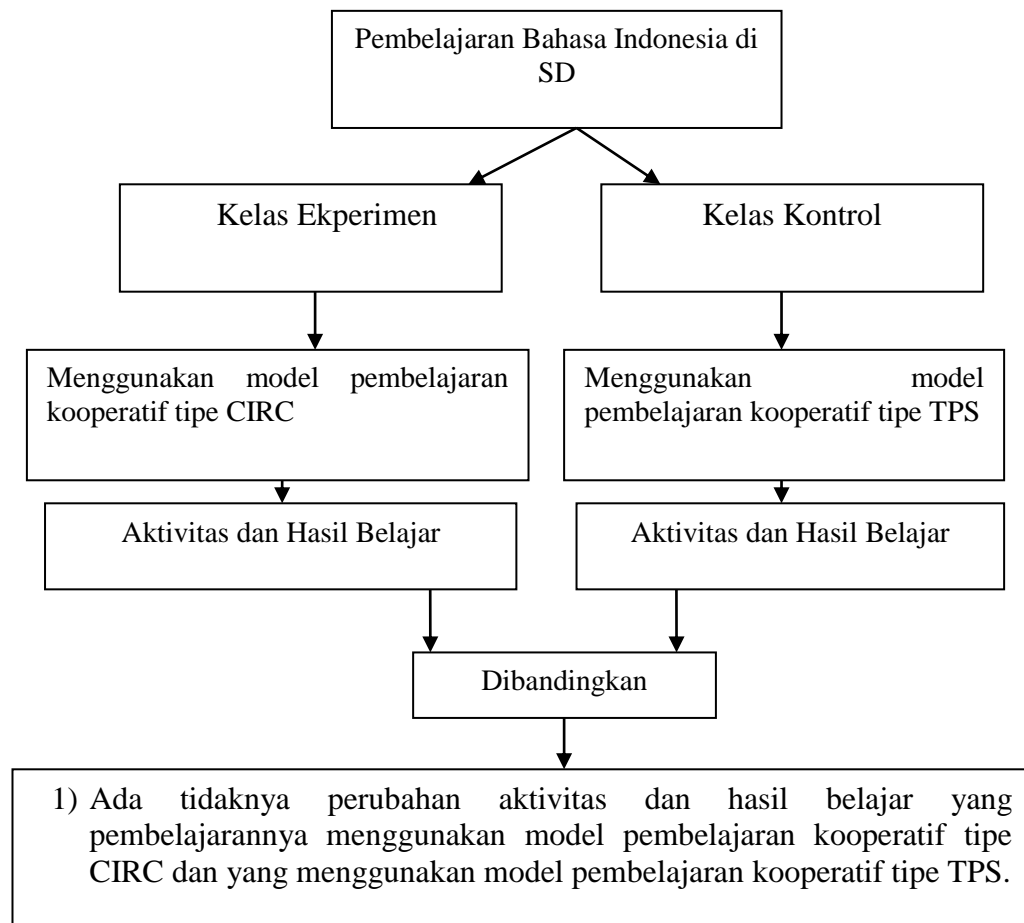 Pembelajaran Bahasa Indonesia di
SD
Kelas Ekperimen
Kelas Kontrol
Menggunakan model pembelajaran
kooperatif tipe CIRC
Menggunakan model
pembelajaran kooperatif tipe TPS
Aktivitas dan Hasil Belajar
Aktivitas dan Hasil Belajar
Dibandingkan
1) Ada tidaknya perubahan aktivitas dan hasil belajar yang
pembelajarannya menggunakan model pembelajaran kooperatif tipe
CIRC dan yang menggunakan model pembelajaran kooperatif tipe TPS.